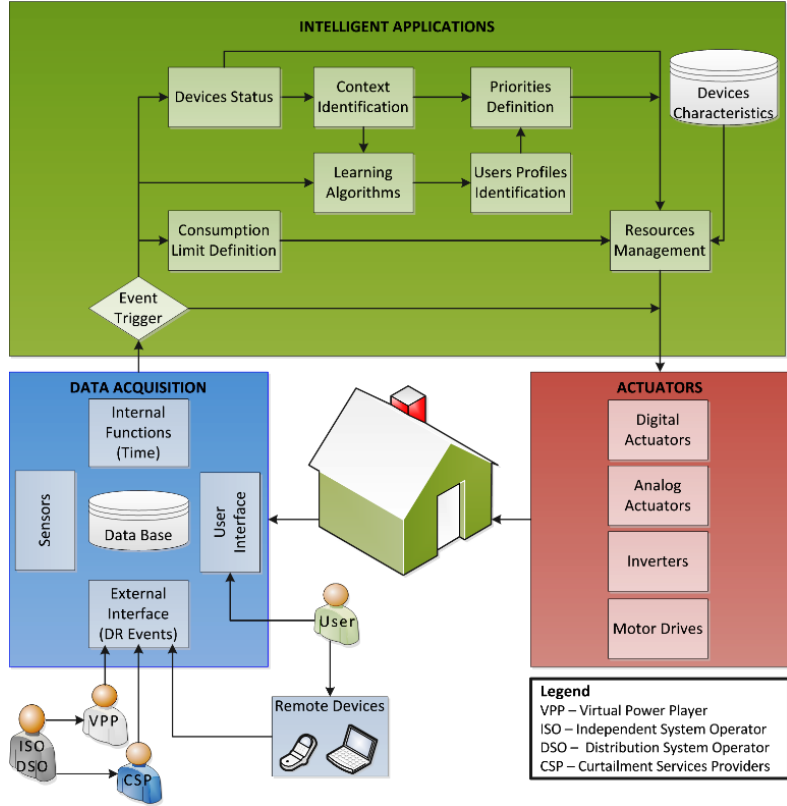 INTELLIGENT APPLICATIONS
Devices Status
Context
Identification
Priorities
Definition
Devices
Characteristics
Learning
Algorithms
Users Profiles
Identification
Consumption
Limit Definition
Resources
Management
Event
Trigger
DATA ACQUISITION
Internal
Functions
(Time)
Sensors
Data Base
User
Interface
External
Interface
(DR Events)
ACTUATORS
Digital
Actuators
Analog
Actuators
Inverters
Motor Drives
User
Remote Devices
VPP
ISO
DSO
CSP
Legend
VPP – Virtual Power Player
ISO – Independent System Operator
DSO – Distribution System Operator
CSP – Curtailment Services Providers